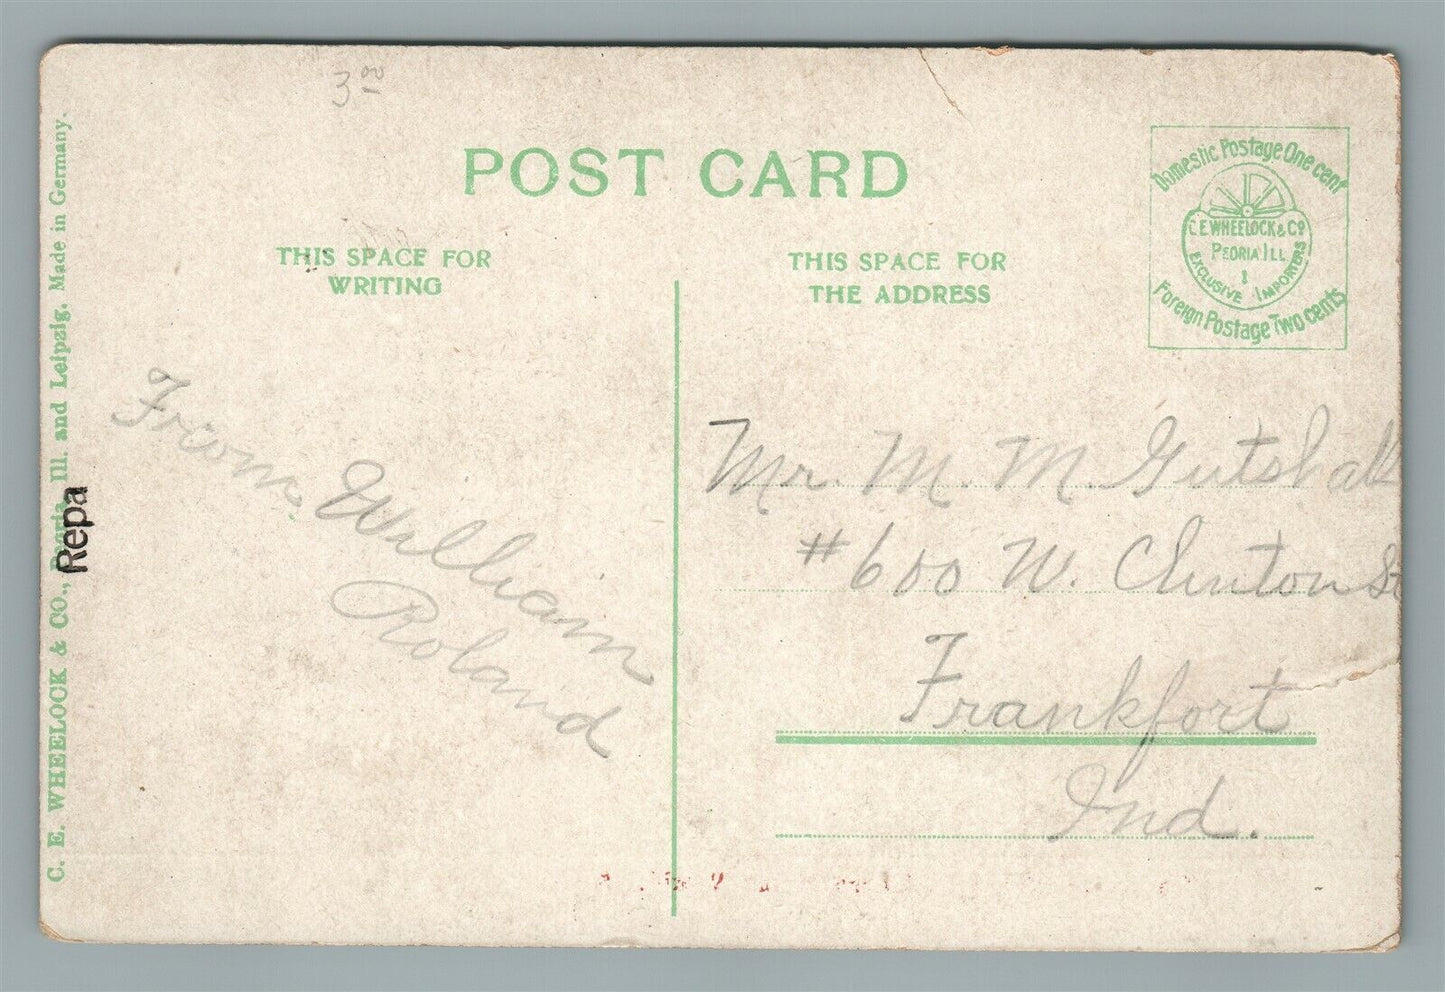 3.00
POST CARD
THIS SPACE FOR
WRITING
THIS SPACE FOR
THE ADDRESS
Domestic Postage One cent
C.E. WHEELOCK & Co
PEORIA ILL
EXCLUSIVE IMPORTERS
Foreign Postage Two cents
C. E. WHEELOCK & CO., Peoria, Ill. and Leipzig. Made in Germany.
Repa
From William
Roland
Mr. M. M. Gutshall
#600 W. Clinton St
Frankfort
Ind.